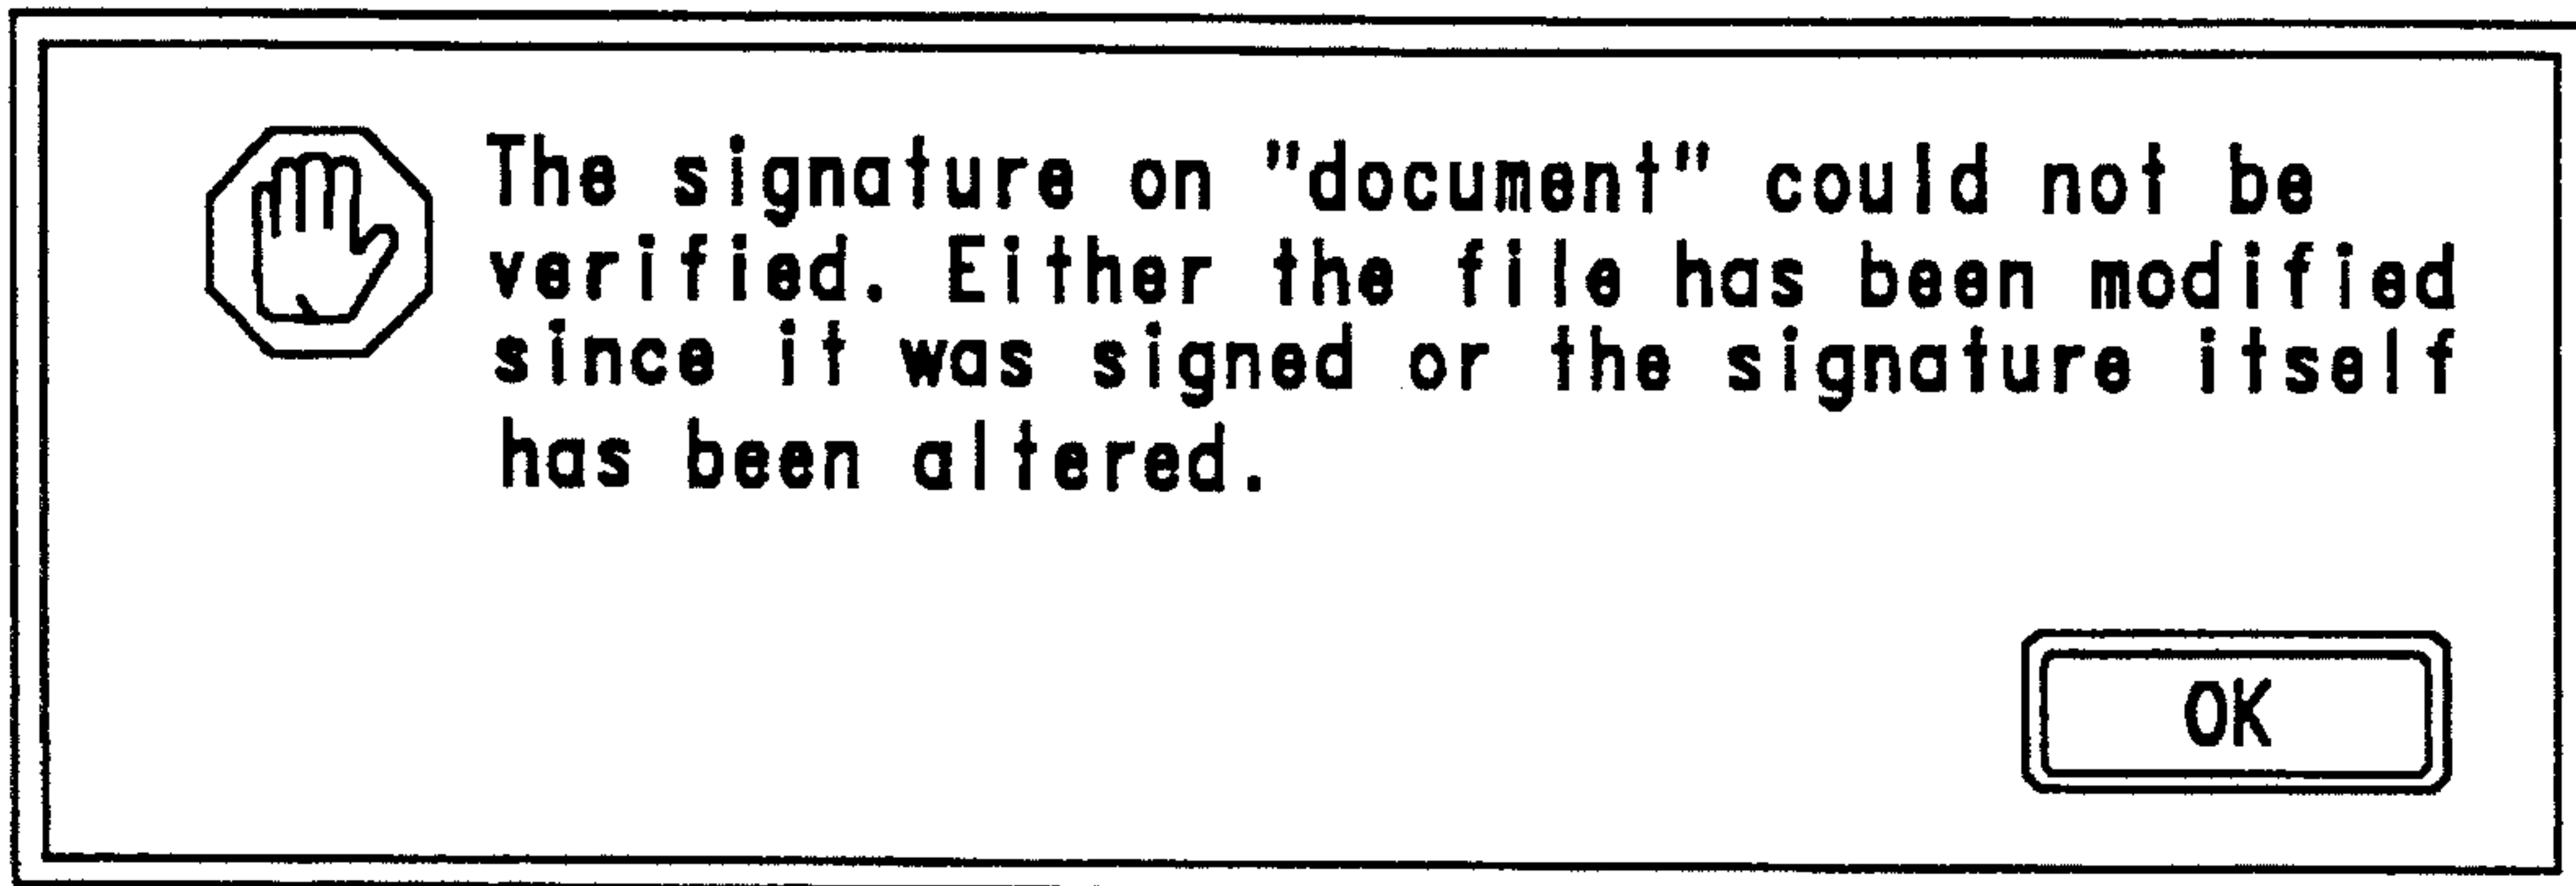 The signature on "document" could not be
verified. Either the file has been modified
since it was signed or the signature itself
has been altered.
OK